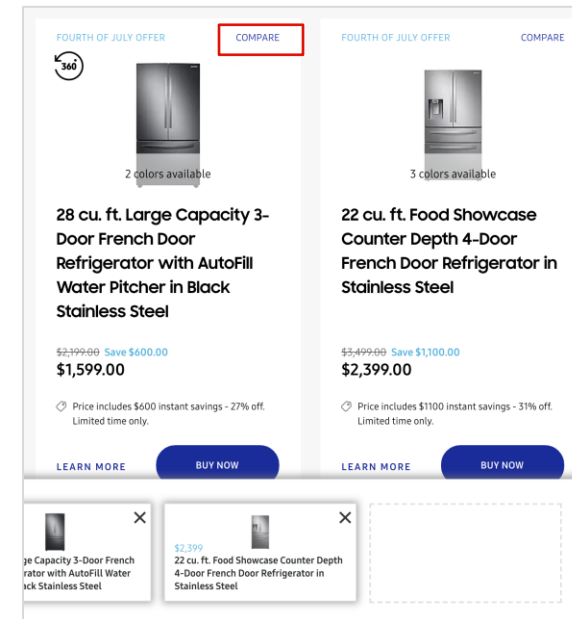 FOURTH OF JULY OFFER
COMPARE
360
2 colors available
28 cu. ft. Large Capacity 3-
Door French Door
Refrigerator with AutoFill
Water Pitcher in Black
Stainless Steel
$2,199.00 Save $600.00
$1,599.00
Price includes $600 instant savings - 27% off.
Limited time only.
LEARN MORE
BUY NOW
FOURTH OF JULY OFFER
COMPARE
3 colors available
22 cu. ft. Food Showcase
Counter Depth 4-Door
French Door Refrigerator in
Stainless Steel
$3,499.00 Save $1,100.00
$2,399.00
Price includes $1100 instant savings - 31% off.
Limited time only.
LEARN MORE
BUY NOW
Capacity 3-Door French
with AutoFill Water
Stainless Steel
$2,399
22 cu. ft. Food Showcase Counter Depth
4-Door French Door Refrigerator in
Stainless Steel